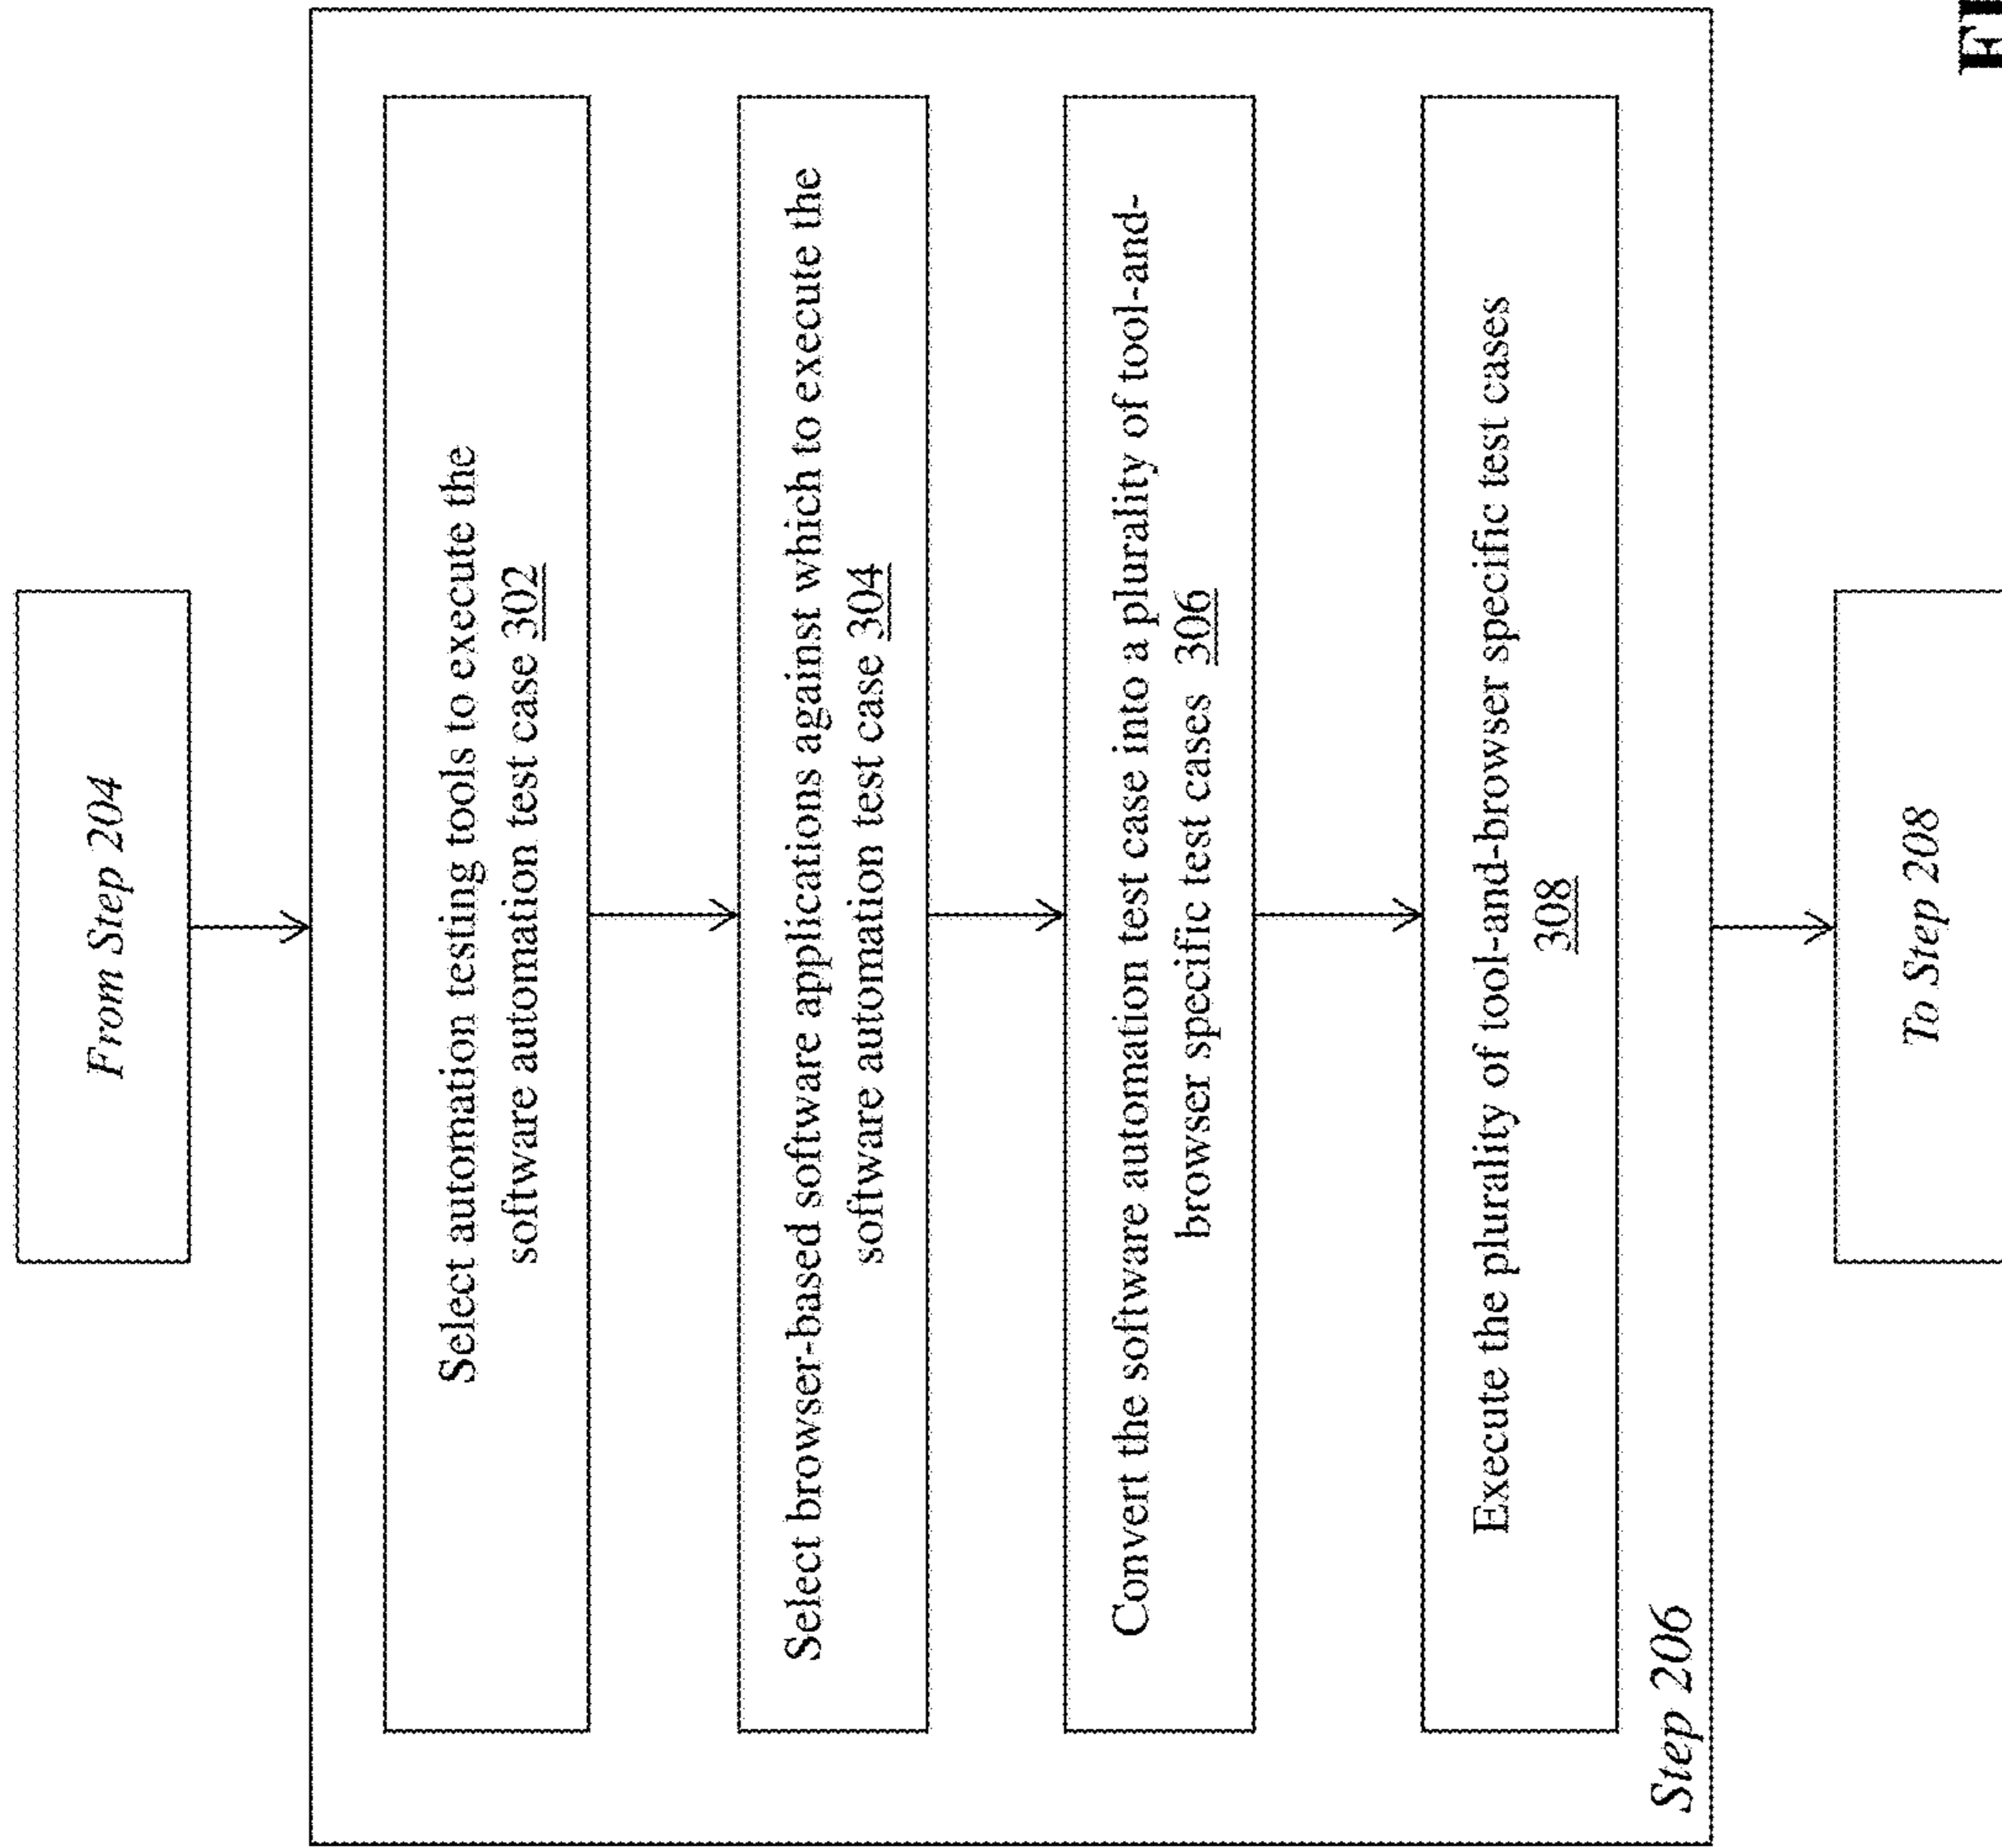 From Step 204
Select automation testing tools to execute the
software automation test case 302
Select browser-based software applications against which to execute the
software automation test case 304
Convert the software automation test case into a plurality of tool-and-
browser specific test cases 306
Execute the plurality of tool-and-browser specific test cases
308
Step 206
To Step 208